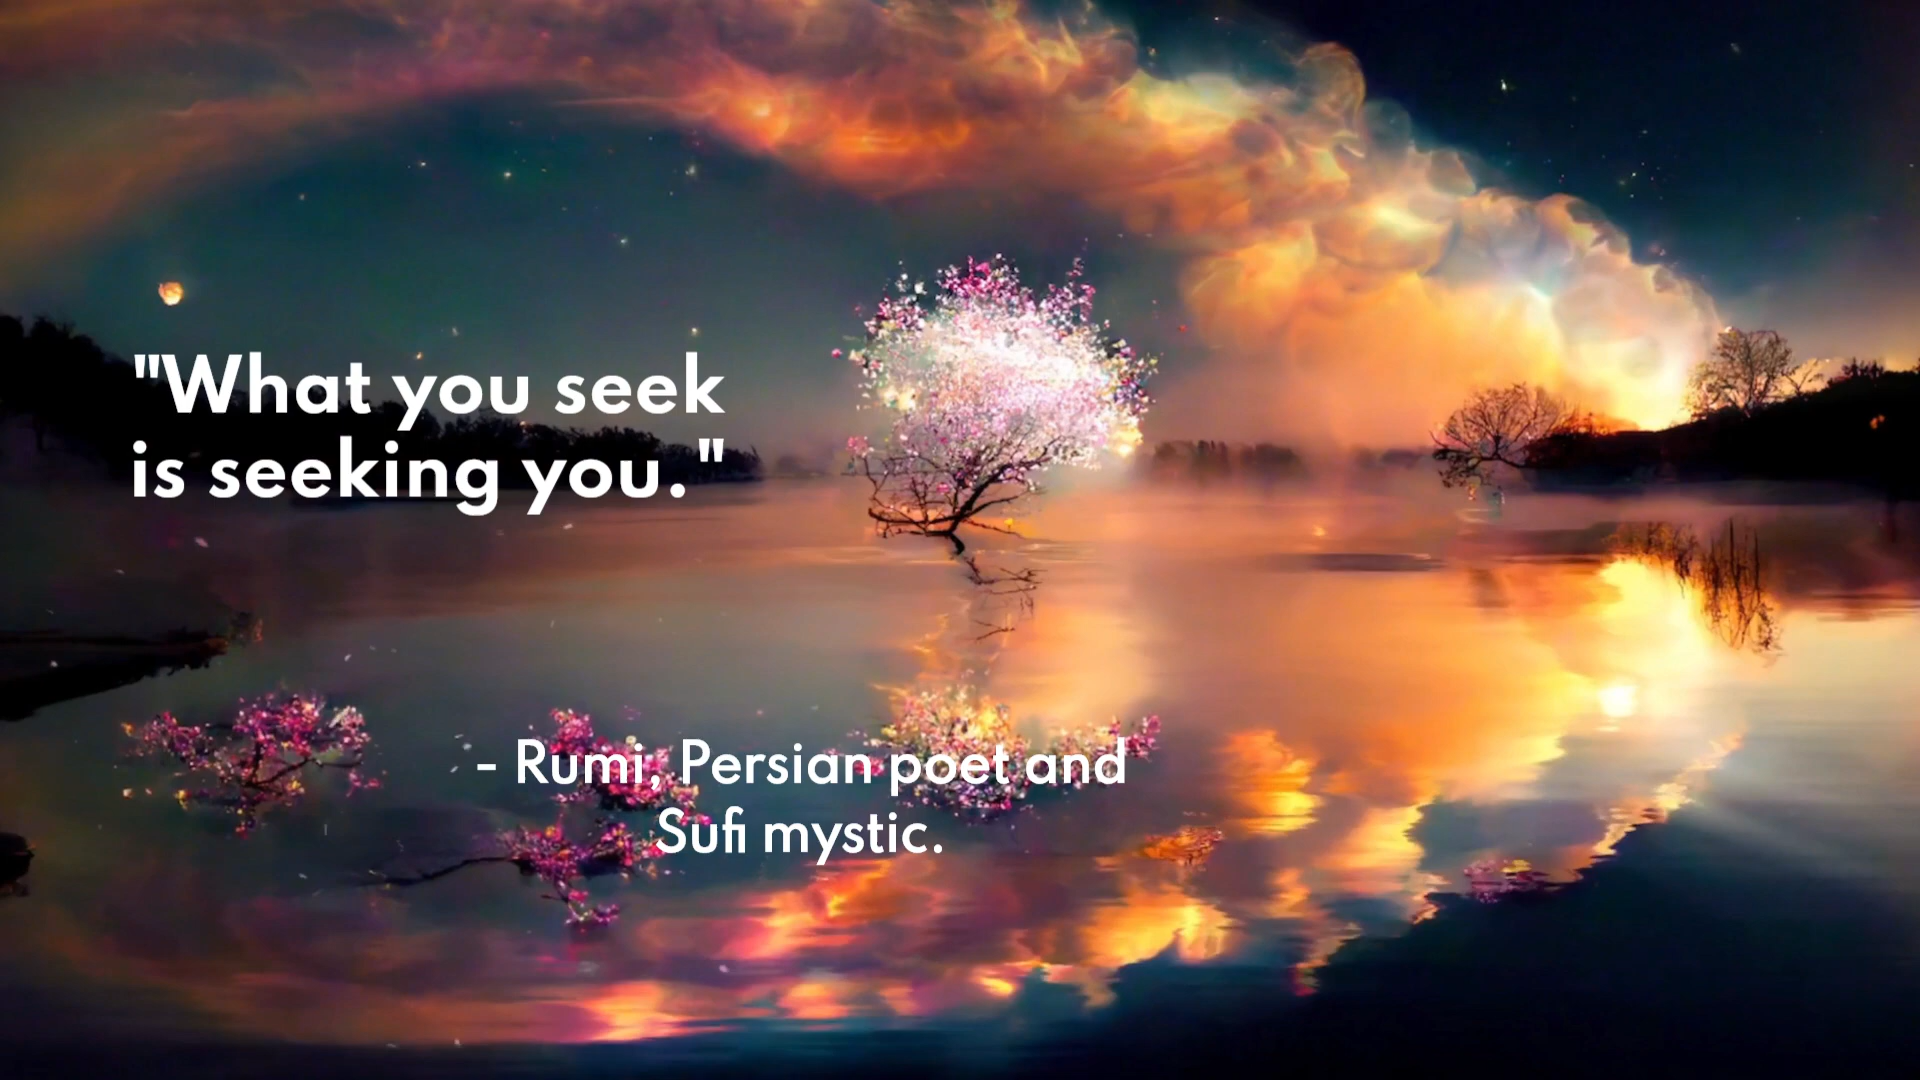 "What you seek
is seeking you."
- Rumi, Persian poet and
Sufi mystic.